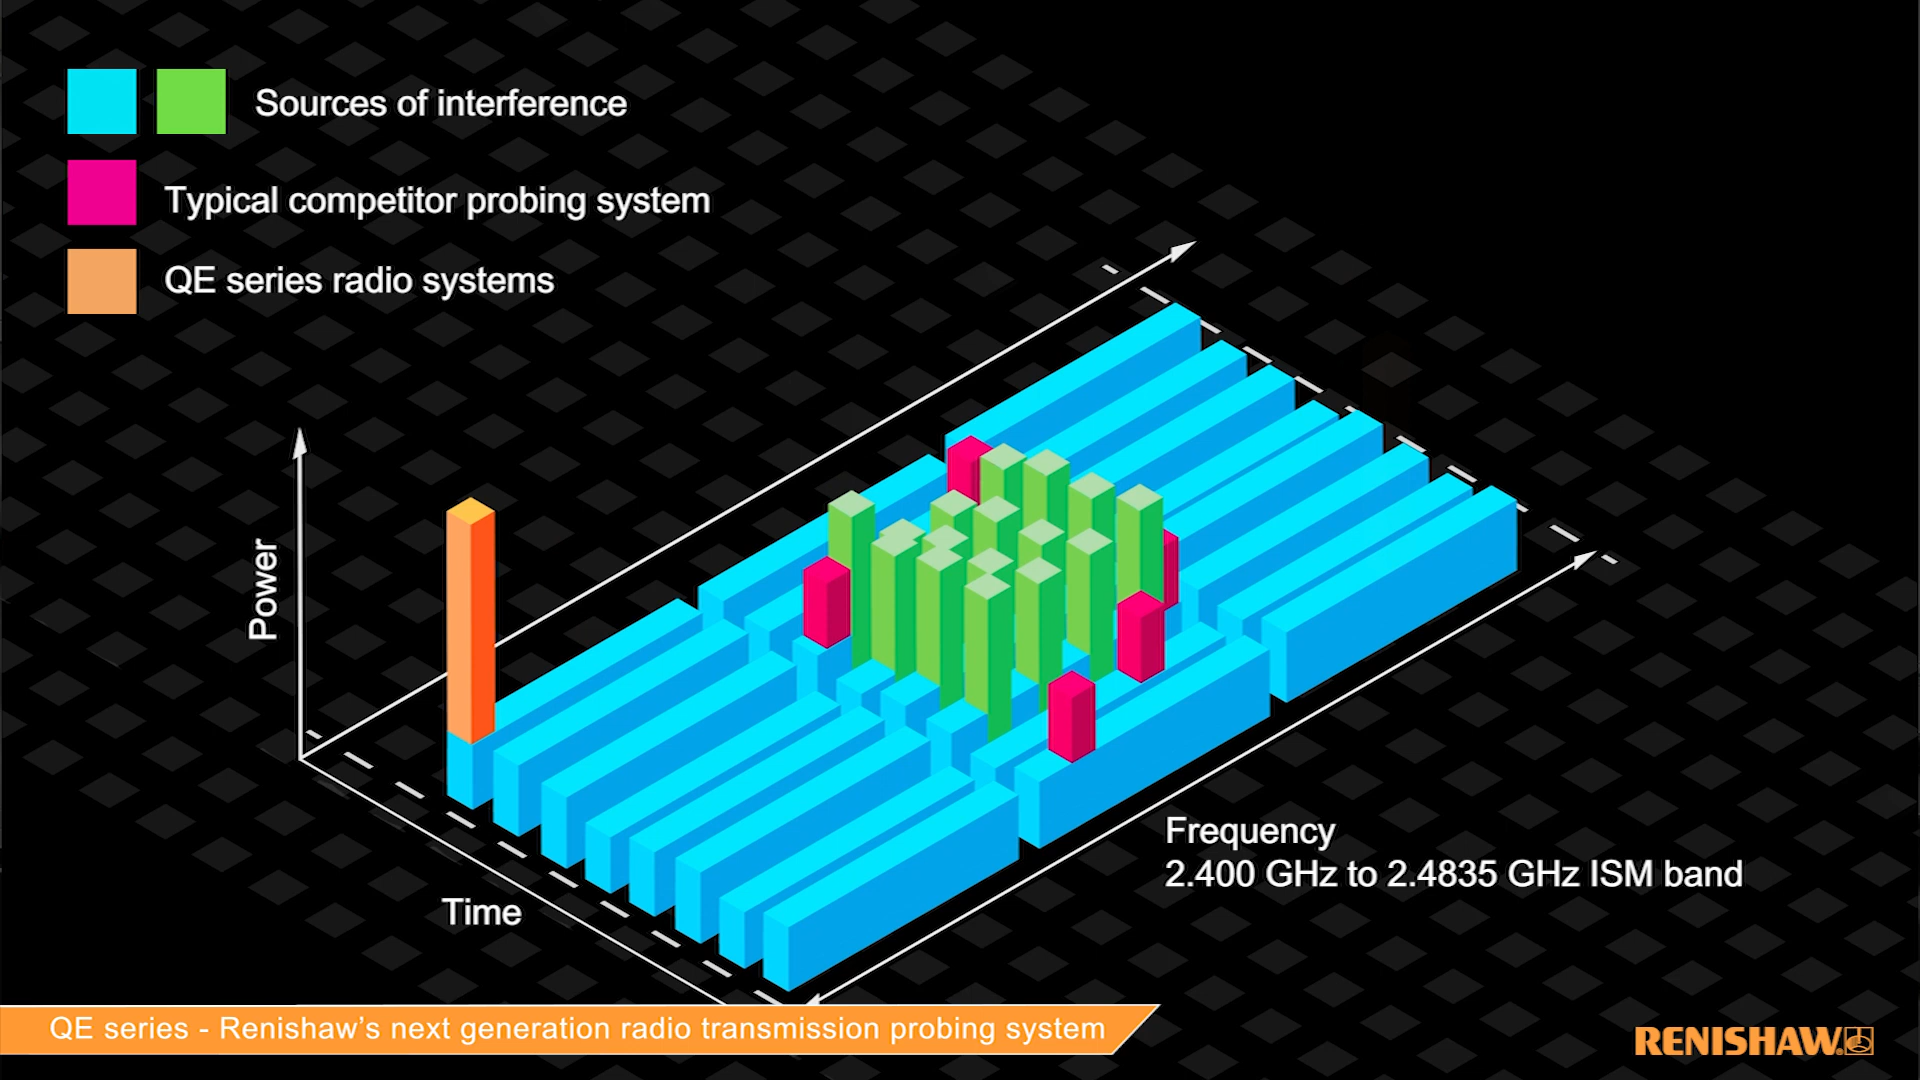 Sources of interference
Typical competitor probing system
QE series radio systems
Power
Time
Frequency
2.400 GHz to 2.4835 GHz ISM band
QE series - Renishaw’s next generation radio transmission probing system
RENISHAW